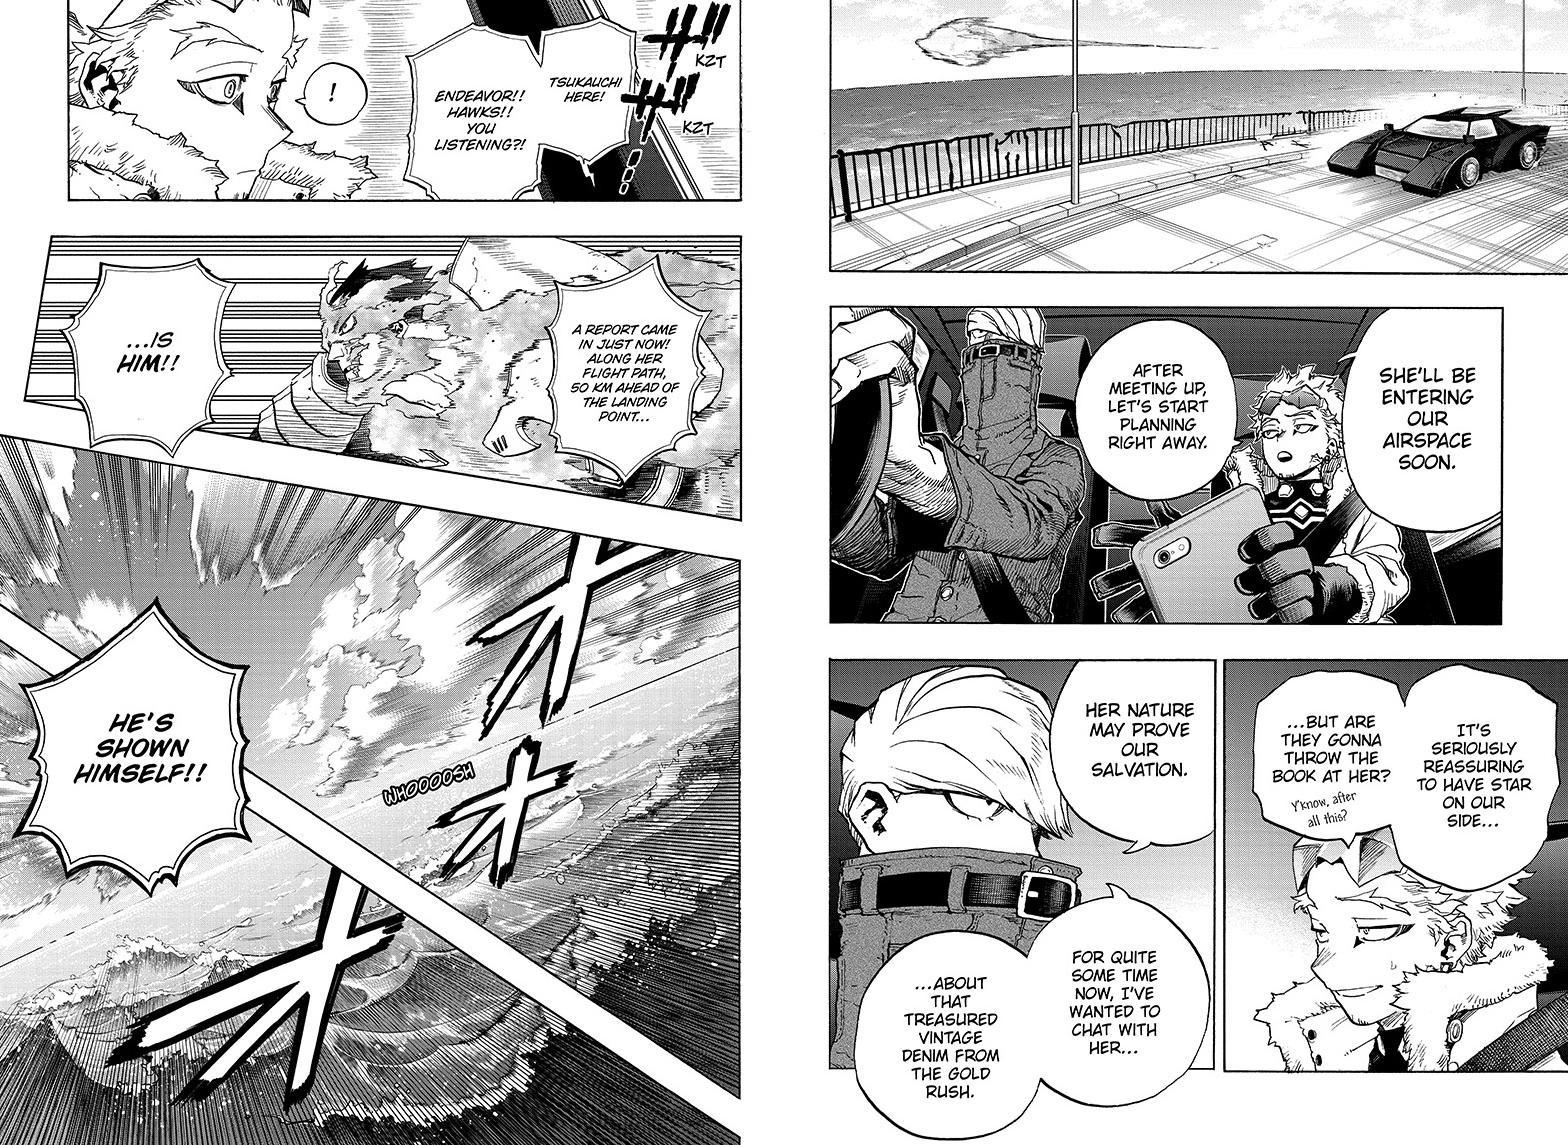 SHE'LL BE
ENTERING
OUR
AIRSPACE
SOON.
AFTER
MEETING UP,
LET'S START
PLANNING
RIGHT AWAY.
IT'S
SERIOUSLY
REASSURING
TO HAVE STAR
ON OUR
SIDE...
...BUT ARE
THEY GONNA
THROW THE
BOOK AT HER?
Y'know, after
all this?
HER NATURE
MAY PROVE
OUR
SALVATION.
FOR QUITE
SOME TIME
NOW, I'VE
WANTED TO
CHAT WITH
HER...
...ABOUT
THAT
TREASURED
VINTAGE
DENIM FROM
THE GOLD
RUSH.
KZT
KZT
TSUKAUCHI
HERE!
ENDEAVOR!!
HAWKS!!
YOU
LISTENING?!
!
A REPORT CAME
IN JUST NOW!
ALONG HER
FLIGHT PATH,
50 KM AHEAD OF
THE LANDING
POINT...
...IS
HIM!!
WHOOOOSH
HE'S
SHOWN
HIMSELF!!